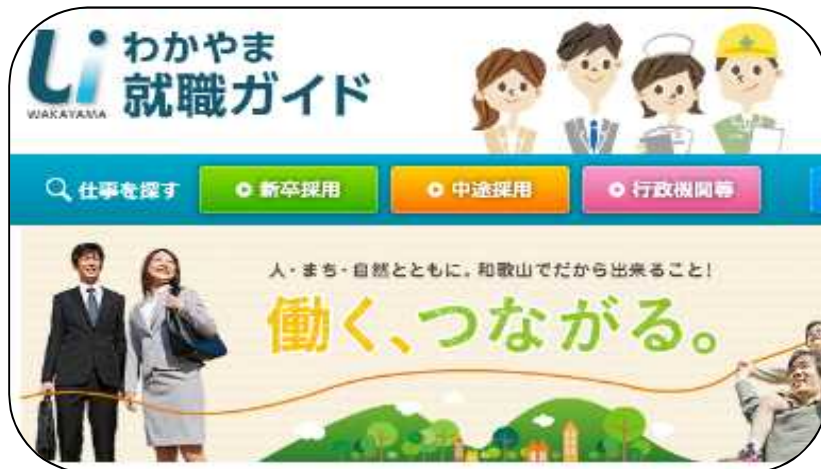 わかやま
就職ガイド
WAKAYAMA
仕事を探す
新卒採用
中途採用
行政機関等
人・まち・自然とともに。和歌山でだから出来ること!
働く、つながる。